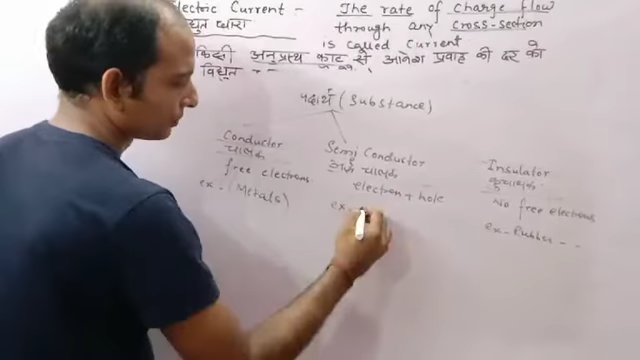 Electric Current :- The rate of charge flow
विद्युत धारा through any cross-section
is called current
किसी अनुप्रस्थ काट से आवेश प्रवाह की दर को
विद्युत
पदार्थ (Substance)
Conductor Semi Conductor Insulator
चालक अर्द्ध चालक कुचालक
free electrons electron + hole No free electrons
ex - (Metals) ex - ex - Rubber - -